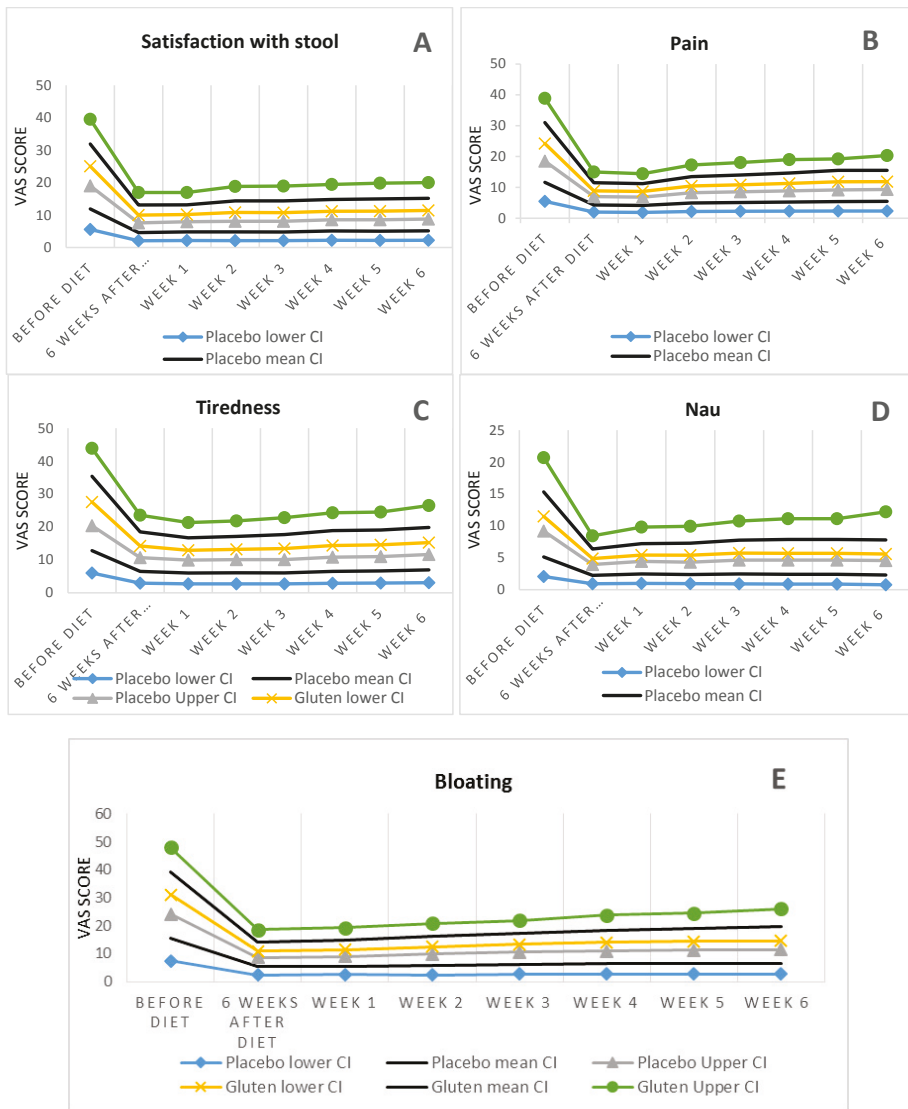 Satisfaction with stool
A
VAS SCORE
50
40
30
20
10
0
BEFORE DIET
6 WEEKS AFTER...
WEEK 1
WEEK 2
WEEK 3
WEEK 4
WEEK 5
WEEK 6
Placebo lower CI
Placebo mean CI
Pain
B
VAS SCORE
50
40
30
20
10
0
BEFORE DIET
6 WEEKS AFTER DIET
WEEK 1
WEEK 2
WEEK 3
WEEK 4
WEEK 5
WEEK 6
Placebo lower CI
Placebo mean CI
Tiredness
C
VAS SCORE
50
40
30
20
10
0
BEFORE DIET
6 WEEKS AFTER...
WEEK 1
WEEK 2
WEEK 3
WEEK 4
WEEK 5
WEEK 6
Placebo lower CI Placebo mean CI
Placebo Upper CI Gluten lower CI
Nau
D
VAS SCORE
25
20
15
10
5
0
BEFORE DIET
6 WEEKS AFTER...
WEEK 1
WEEK 2
WEEK 3
WEEK 4
WEEK 5
WEEK 6
Placebo lower CI
Placebo mean CI
Bloating
E
VAS SCORE
60
50
40
30
20
10
0
BEFORE DIET
6 WEEKS AFTER DIET
WEEK 1
WEEK 2
WEEK 3
WEEK 4
WEEK 5
WEEK 6
Placebo lower CI Placebo mean CI Placebo Upper CI
Gluten lower CI Gluten mean CI Gluten Upper CI